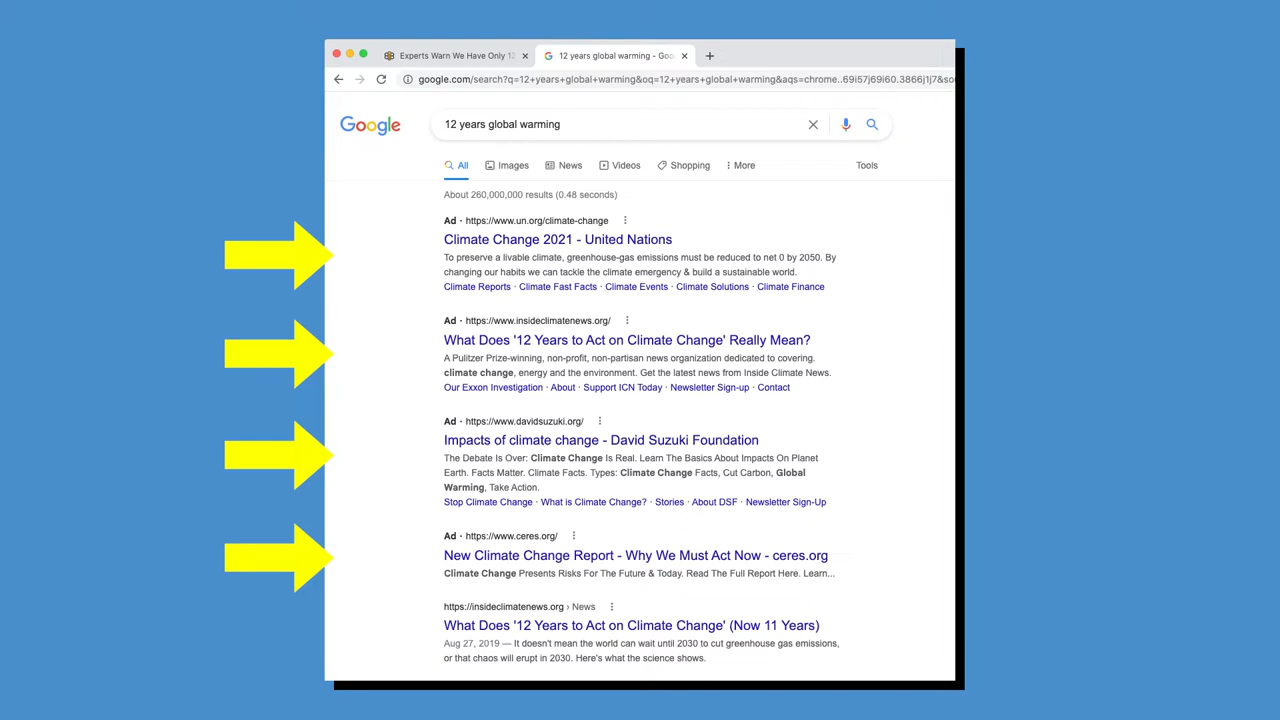 Experts Warn We Have Only 12
12 years global warming - Goo
google.com/search?q=12+years+global+warming&oq=12+years+global+warming&aqs=chrome..69i57j69i60.3866j1j7&sou
Google
12 years global warming
All Images News Videos Shopping More Tools
About 260,000,000 results (0.48 seconds)
Ad · https://www.un.org/climate-change
Climate Change 2021 - United Nations
To preserve a livable climate, greenhouse-gas emissions must be reduced to net 0 by 2050. By
changing our habits we can tackle the climate emergency & build a sustainable world.
Climate Reports · Climate Fast Facts · Climate Events · Climate Solutions · Climate Finance
Ad · https://www.insideclimatenews.org/
What Does '12 Years to Act on Climate Change' Really Mean?
A Pulitzer Prize-winning, non-profit, non-partisan news organization dedicated to covering.
climate change, energy and the environment. Get the latest news from Inside Climate News.
Our Exxon Investigation · About · Support ICN Today · Newsletter Sign-up · Contact
Ad · https://www.davidsuzuki.org/
Impacts of climate change - David Suzuki Foundation
The Debate Is Over: Climate Change Is Real. Learn The Basics About Impacts On Planet
Earth. Facts Matter. Climate Facts. Types: Climate Change Facts, Cut Carbon, Global
Warming, Take Action.
Stop Climate Change · What is Climate Change? · Stories · About DSF · Newsletter Sign-Up
Ad · https://www.ceres.org/
New Climate Change Report - Why We Must Act Now - ceres.org
Climate Change Presents Risks For The Future & Today. Read The Full Report Here. Learn...
https://insideclimatenews.org › News
What Does '12 Years to Act on Climate Change' (Now 11 Years)
Aug 27, 2019 — It doesn't mean the world can wait until 2030 to cut greenhouse gas emissions,
or that chaos will erupt in 2030. Here's what the science shows.